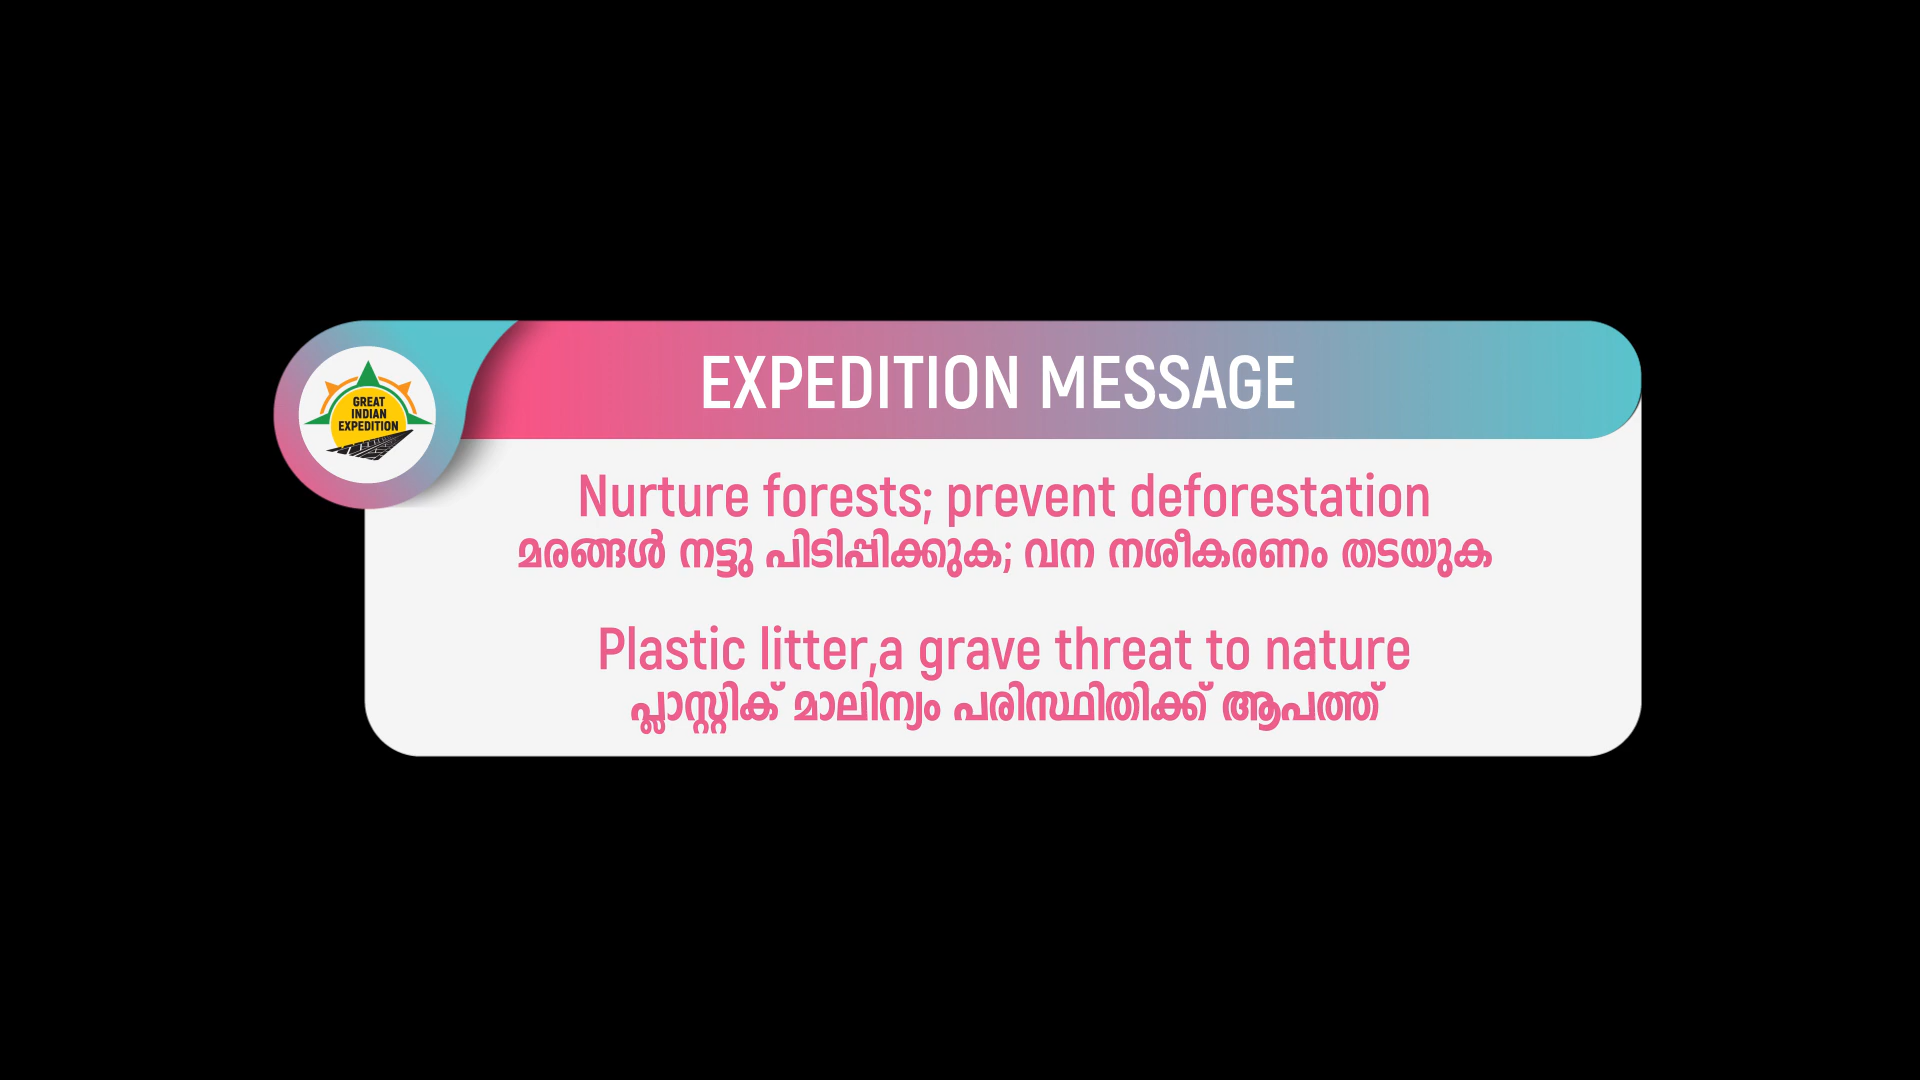 GREAT
INDIAN
EXPEDITION
EXPEDITION MESSAGE
Nurture forests; prevent deforestation
മരങ്ങൾ നട്ടു പിടിപ്പിക്കുക; വന നശീകരണം തടയുക
Plastic litter,a grave threat to nature
പ്ലാസ്റ്റിക് മാലിന്യം പരിസ്ഥിതിക്ക് ആപത്ത്